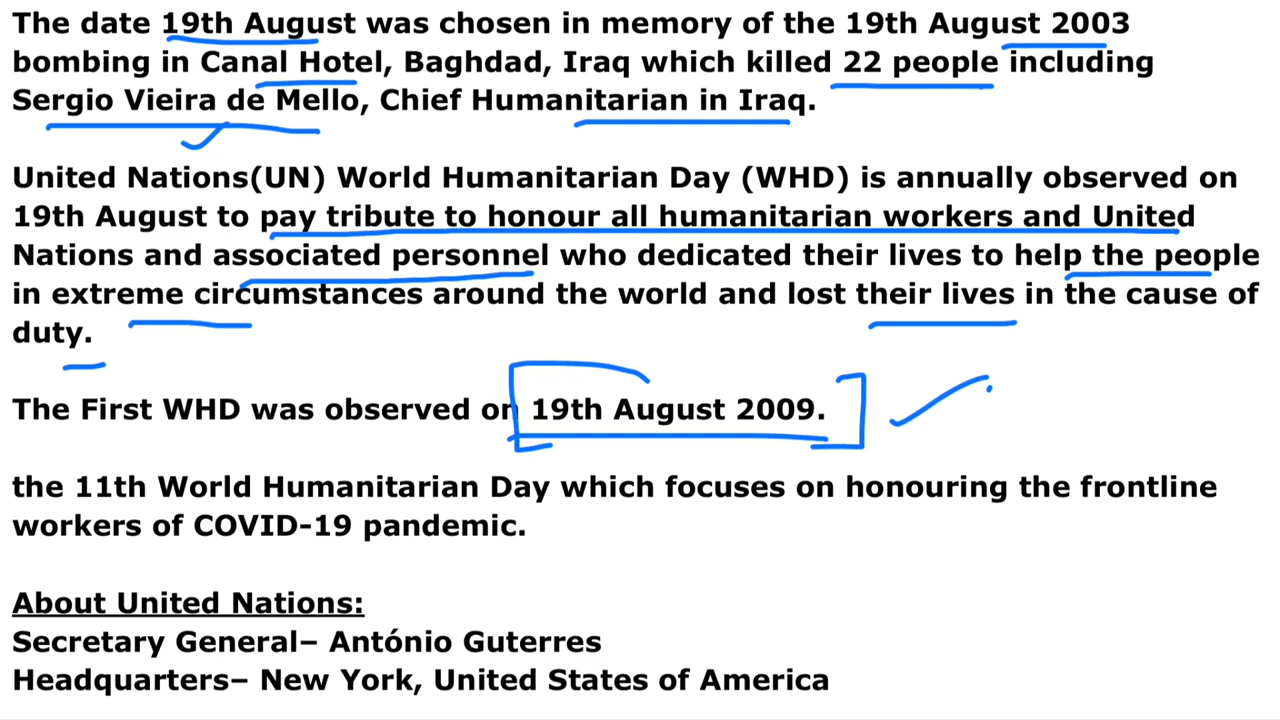 The date 19th August was chosen in memory of the 19th August 2003
bombing in Canal Hotel, Baghdad, Iraq which killed 22 people including
Sergio Vieira de Mello, Chief Humanitarian in Iraq.
United Nations(UN) World Humanitarian Day (WHD) is annually observed on
19th August to pay tribute to honour all humanitarian workers and United
Nations and associated personnel who dedicated their lives to help the people
in extreme circumstances around the world and lost their lives in the cause of
duty.
The First WHD was observed on 19th August 2009.
the 11th World Humanitarian Day which focuses on honouring the frontline
workers of COVID-19 pandemic.
About United Nations:
Secretary General– António Guterres
Headquarters– New York, United States of America